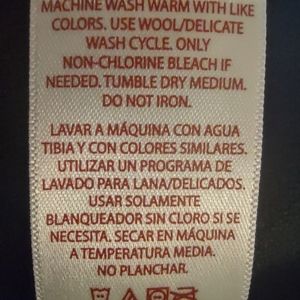 MACHINE WASH WARM WITH LIKE
COLORS. USE WOOL/DELICATE
WASH CYCLE. ONLY
NON-CHLORINE BLEACH IF
NEEDED. TUMBLE DRY MEDIUM.
DO NOT IRON.
LAVAR A MÁQUINA CON AGUA
TIBIA Y CON COLORES SIMILARES.
UTILIZAR UN PROGRAMA DE
LAVADO PARA LANA/DELICADOS.
USAR SOLAMENTE
BLANQUEADOR SIN CLORO SI SE
NECESITA. SECAR EN MÁQUINA
A TEMPERATURA MEDIA.
NO PLANCHAR.